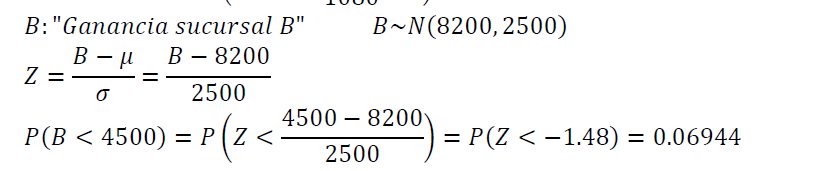 B:"Ganancia sucursal B" B~N(8200,2500)
Z = (B − μ)/σ = (B − 8200)/2500
P(B < 4500) = P(Z < (4500 − 8200)/2500) = P(Z < −1.48) = 0.06944